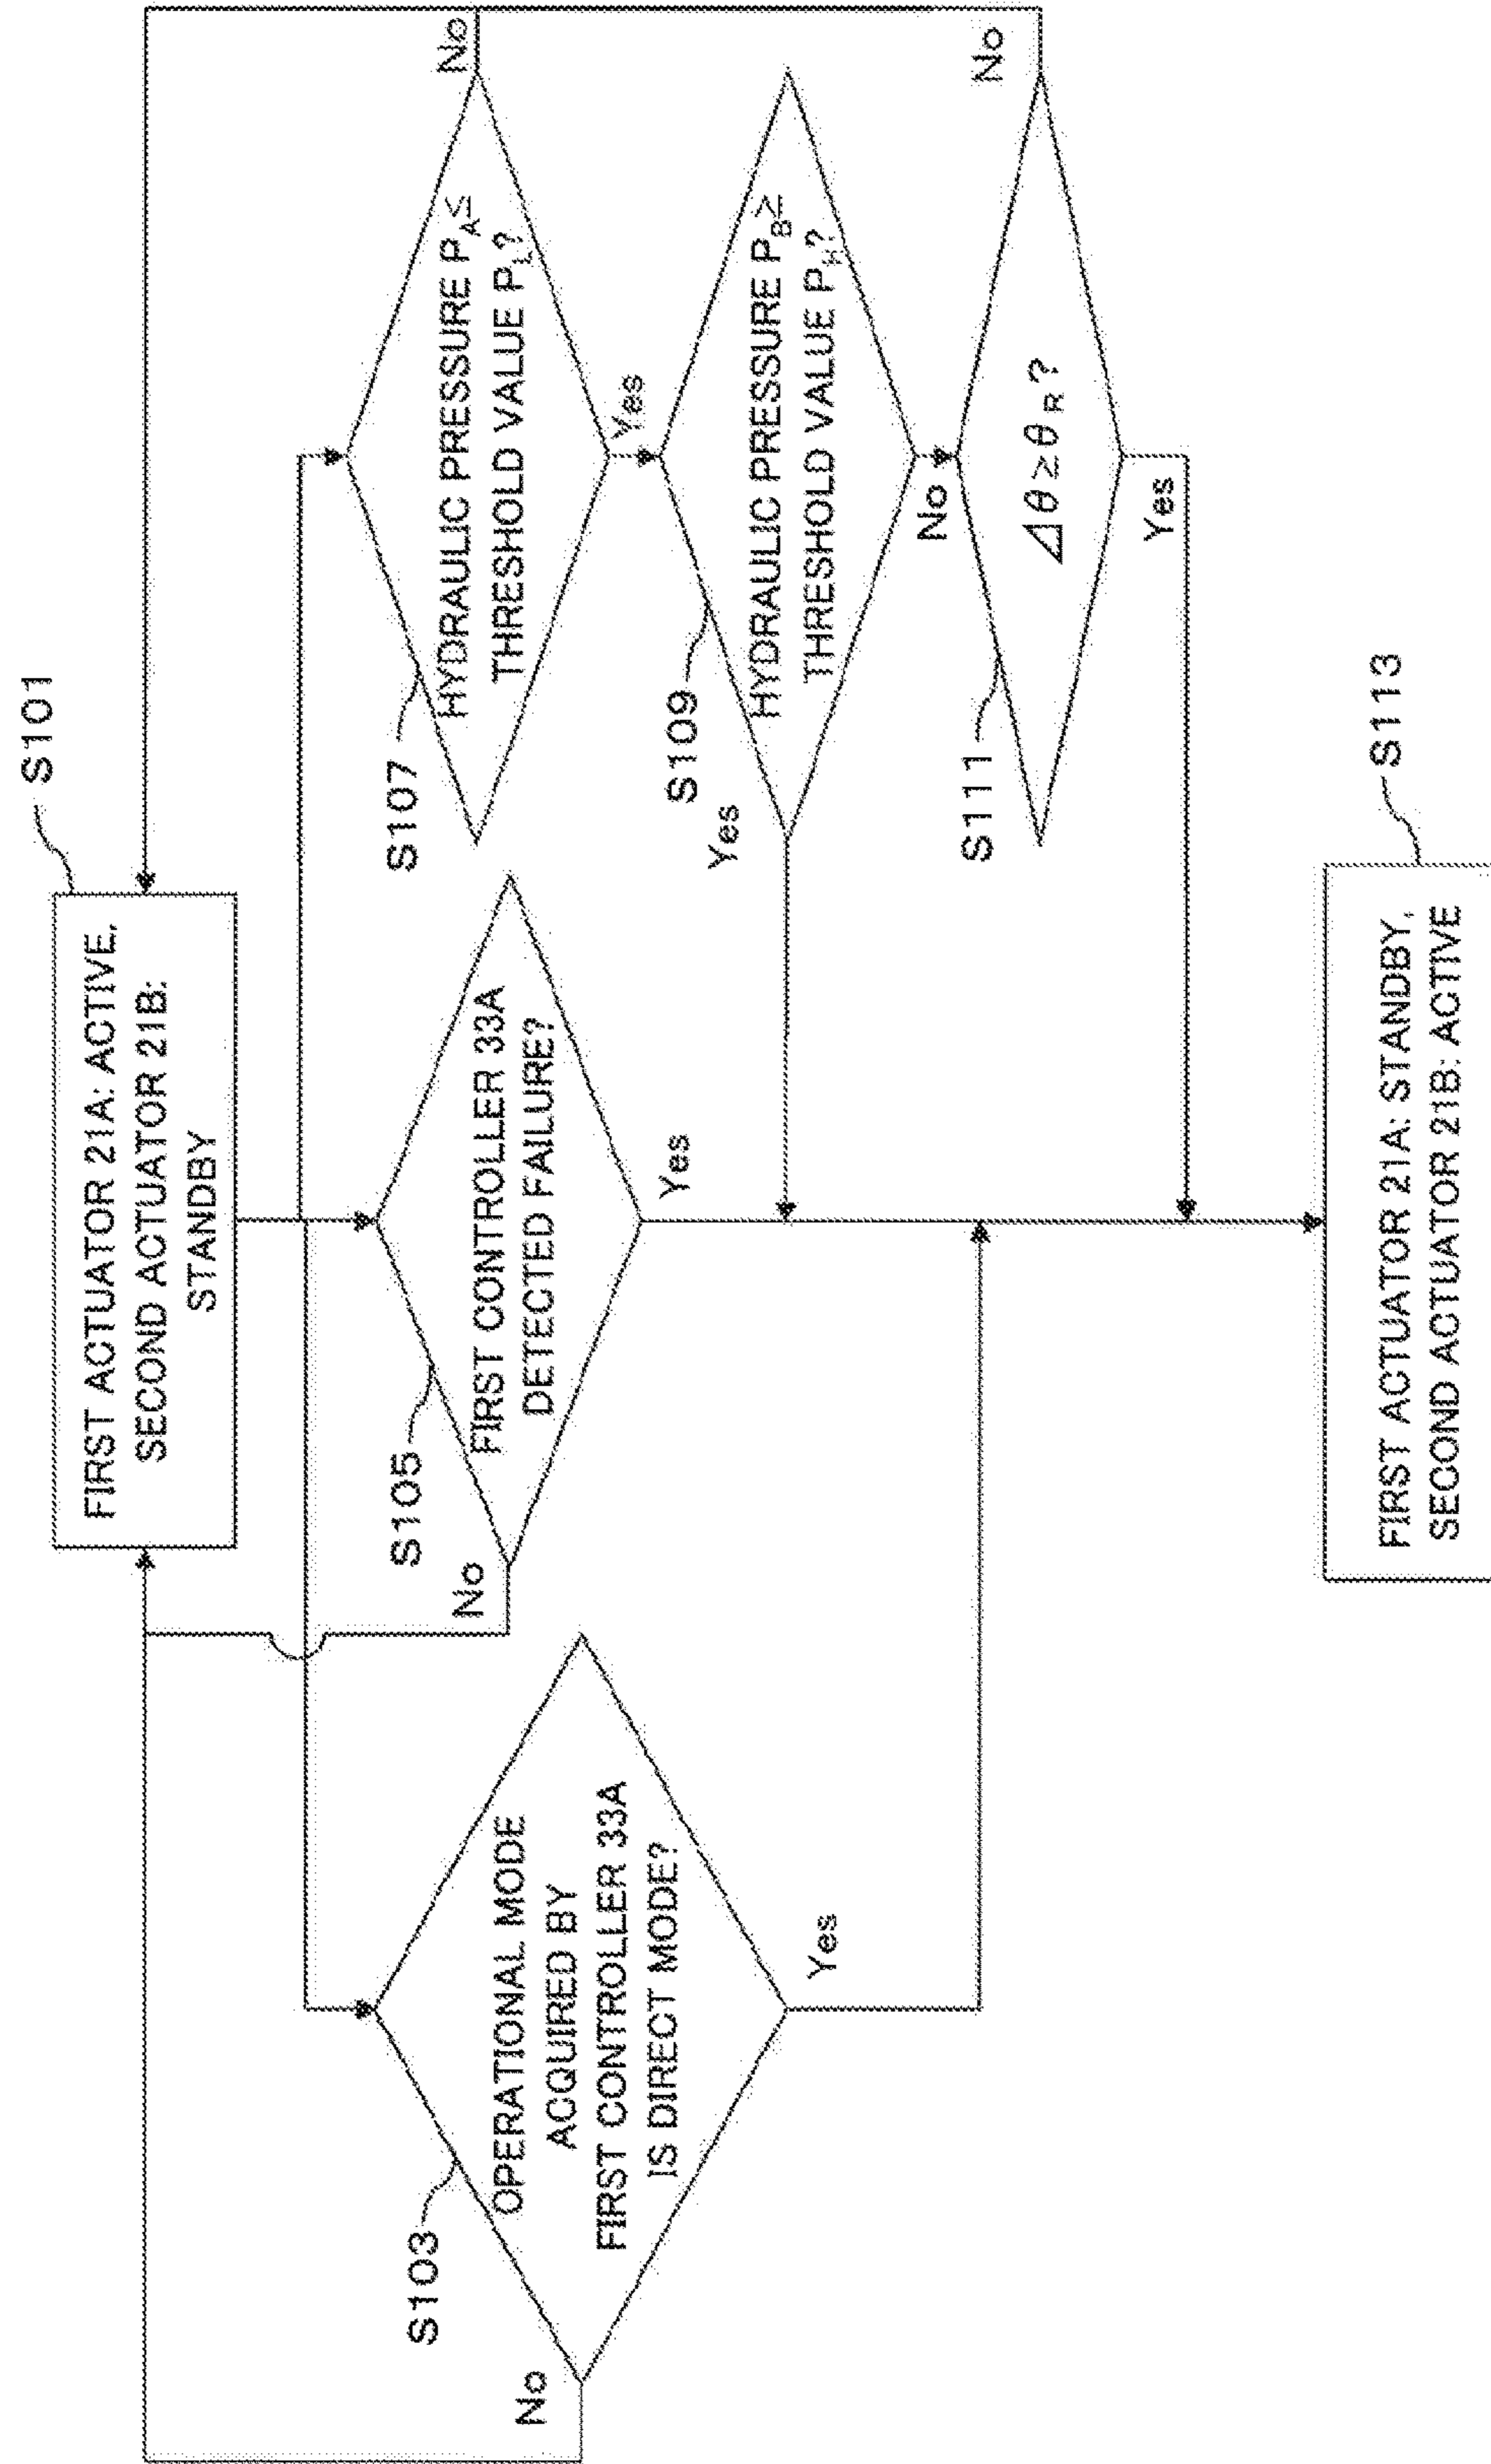 S101
FIRST ACTUATOR 21A: ACTIVE,
SECOND ACTUATOR 21B:
STANDBY
S103
OPERATIONAL MODE
ACQUIRED BY
FIRST CONTROLLER 33A
IS DIRECT MODE?
No
Yes
S105
FIRST CONTROLLER 33A
DETECTED FAILURE?
No
Yes
S107
HYDRAULIC PRESSURE P_A≤
THRESHOLD VALUE P_L?
No
Yes
S109
HYDRAULIC PRESSURE P_B≥
THRESHOLD VALUE P_H?
Yes
No
S111
Δθ≥θ_R?
No
Yes
S113
FIRST ACTUATOR 21A: STANDBY,
SECOND ACTUATOR 21B: ACTIVE